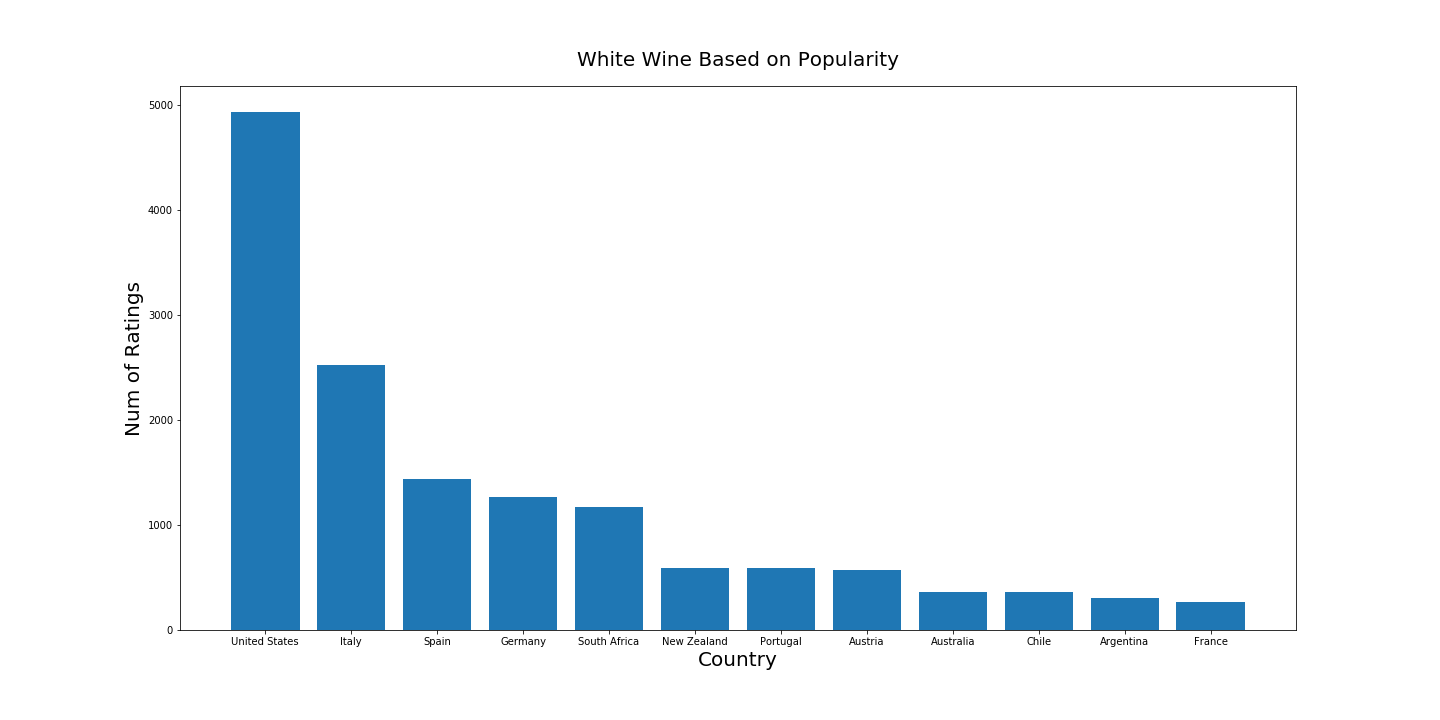 White Wine Based on Popularity
5000
4000
3000
2000
1000
0
Num of Ratings
United States Italy Spain Germany South Africa New Zealand Portugal Austria Australia Chile Argentina France
Country